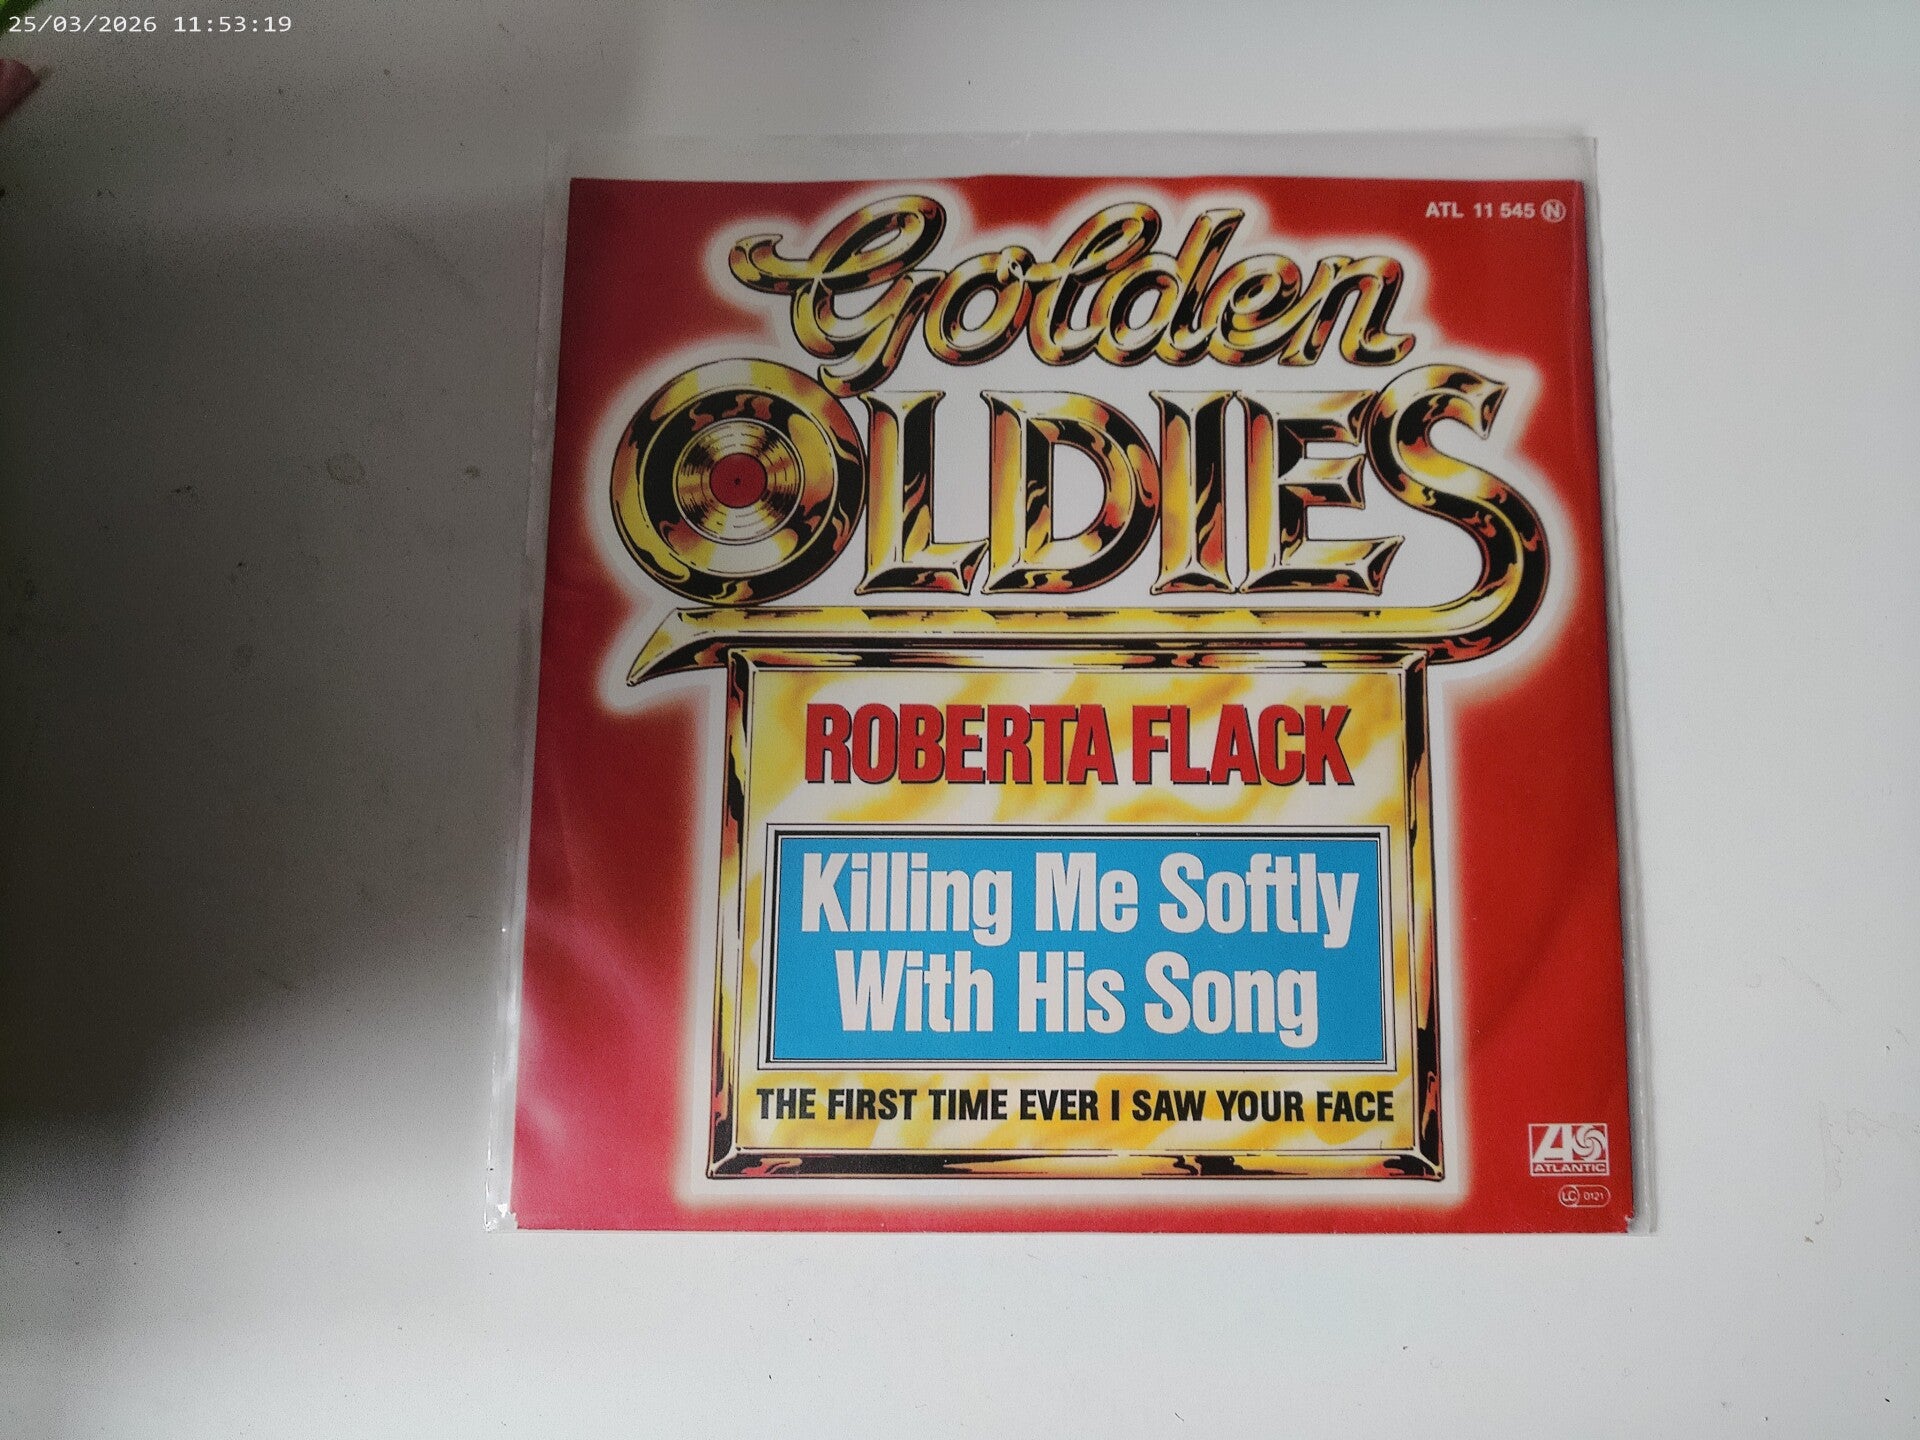 25/03/2026 11:53:19
ATL 11 545 N
Golden
OLDIES
ROBERTA FLACK
Killing Me Softly
With His Song
THE FIRST TIME EVER I SAW YOUR FACE
ATLANTIC
LC 0121